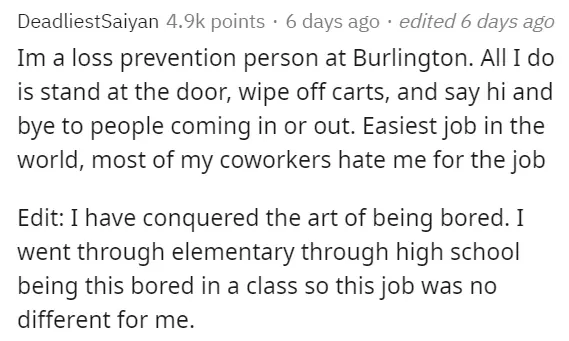 DeadliestSaiyan 4.9k points · 6 days ago · edited 6 days ago
Im a loss prevention person at Burlington. All I do
is stand at the door, wipe off carts, and say hi and
bye to people coming in or out. Easiest job in the
world, most of my coworkers hate me for the job
Edit: I have conquered the art of being bored. I
went through elementary through high school
being this bored in a class so this job was no
different for me.